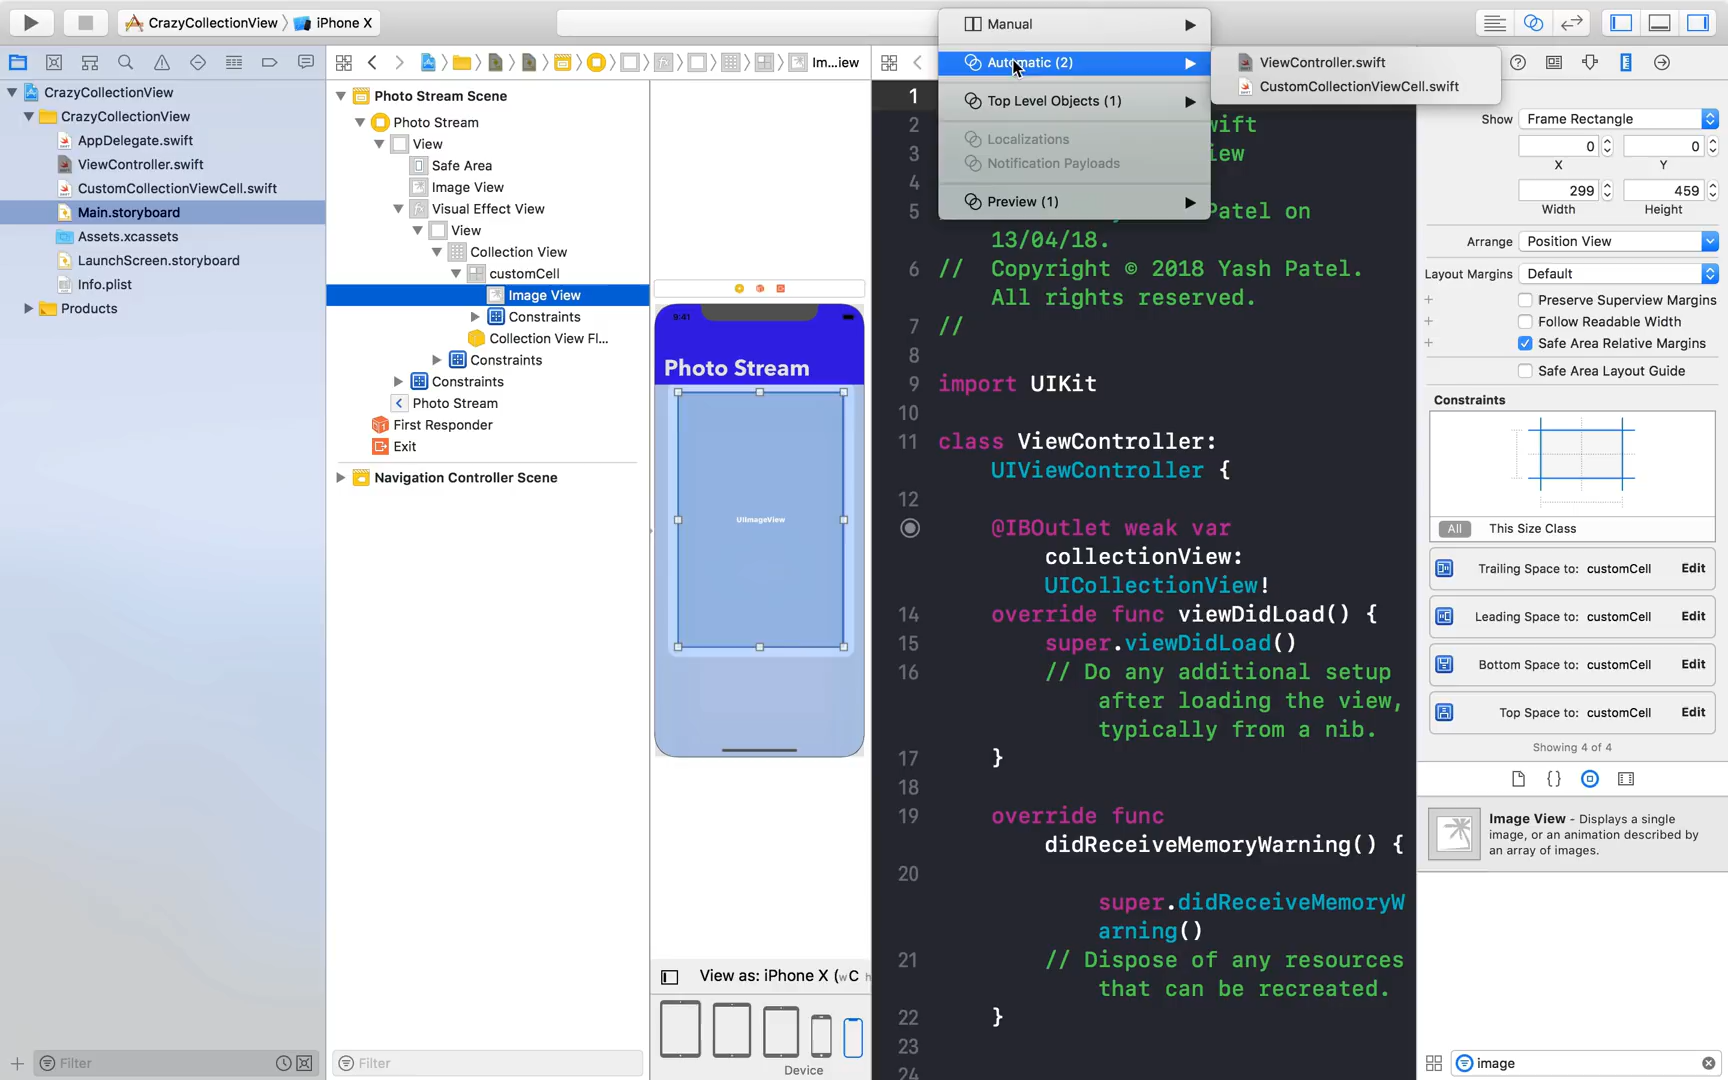 CrazyCollectionView
iPhone X
Manual
Automatic (2)
Top Level Objects (1)
Localizations
Notification Payloads
Preview (1)
ViewController.swift
CustomCollectionViewCell.swift
CrazyCollectionView
CrazyCollectionView
AppDelegate.swift
ViewController.swift
CustomCollectionViewCell.swift
Main.storyboard
Assets.xcassets
LaunchScreen.storyboard
Info.plist
Products
Filter
Im...iew
Photo Stream Scene
Photo Stream
View
Safe Area
Image View
Visual Effect View
View
Collection View
customCell
Image View
Constraints
Collection View Fl...
Constraints
Constraints
Photo Stream
First Responder
Exit
Navigation Controller Scene
Filter
9:41
Photo Stream
UIImageView
View as: iPhone X (wC h
Device
1
2
wift
3
iew
4
5
Patel on
13/04/18.
6 // Copyright © 2018 Yash Patel.
All rights reserved.
7 //
8
9 import UIKit
10
11 class ViewController:
UIViewController {
12
@IBOutlet weak var
collectionView:
UICollectionView!
14 override func viewDidLoad() {
15 super.viewDidLoad()
16 // Do any additional setup
after loading the view,
typically from a nib.
17 }
18
19 override func
didReceiveMemoryWarning() {
20
super.didReceiveMemoryW
arning()
21 // Dispose of any resources
that can be recreated.
22 }
23
24
Show Frame Rectangle
0 0
X Y
299 459
Width Height
Arrange Position View
Layout Margins Default
Preserve Superview Margins
Follow Readable Width
Safe Area Relative Margins
Safe Area Layout Guide
Constraints
All This Size Class
Trailing Space to: customCell Edit
Leading Space to: customCell Edit
Bottom Space to: customCell Edit
Top Space to: customCell Edit
Showing 4 of 4
Image View - Displays a single
image, or an animation described by
an array of images.
image